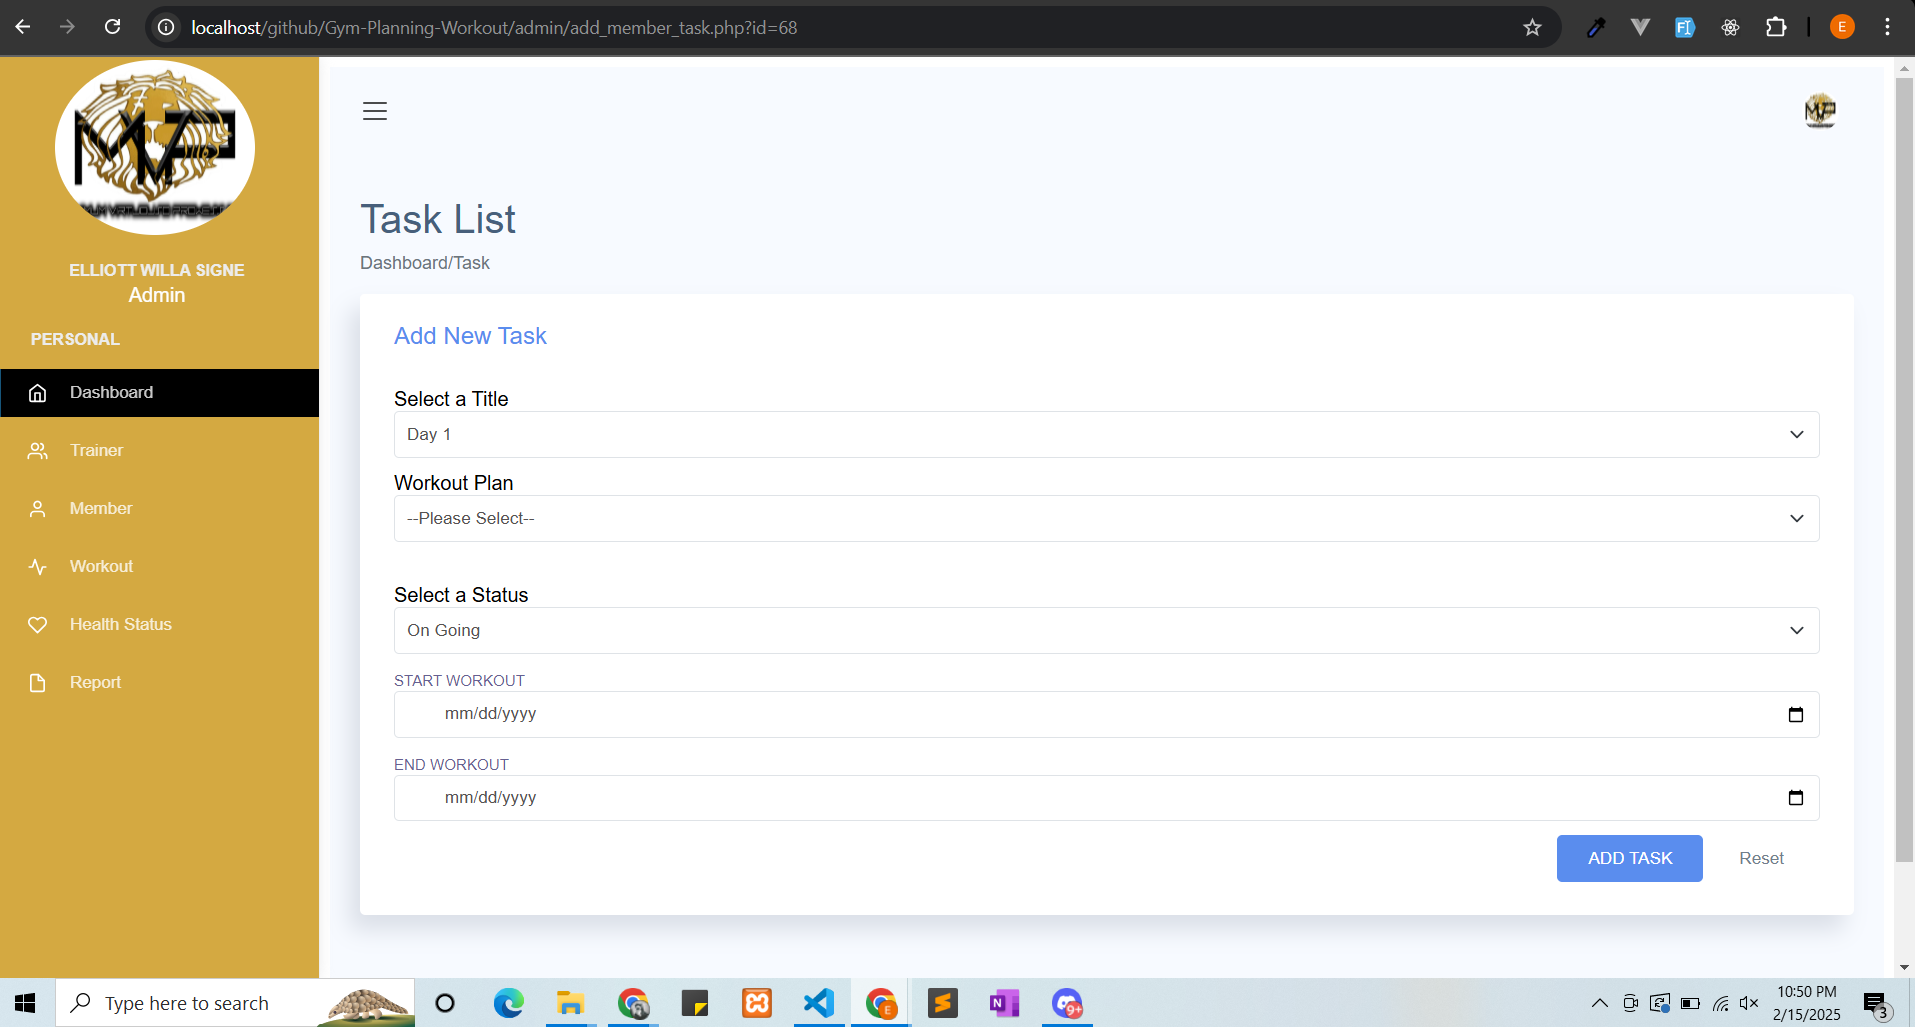 localhost/github/Gym-Planning-Workout/admin/add_member_task.php?id=68
E
MVP
ELLIOTT WILLA SIGNE
Admin
PERSONAL
Dashboard
Trainer
Member
Workout
Health Status
Report
Task List
Dashboard/Task
Add New Task
Select a Title
Day 1
Workout Plan
--Please Select--
Select a Status
On Going
START WORKOUT
mm/dd/yyyy
END WORKOUT
mm/dd/yyyy
ADD TASK
Reset
Type here to search
9+
10:50 PM
2/15/2025
3